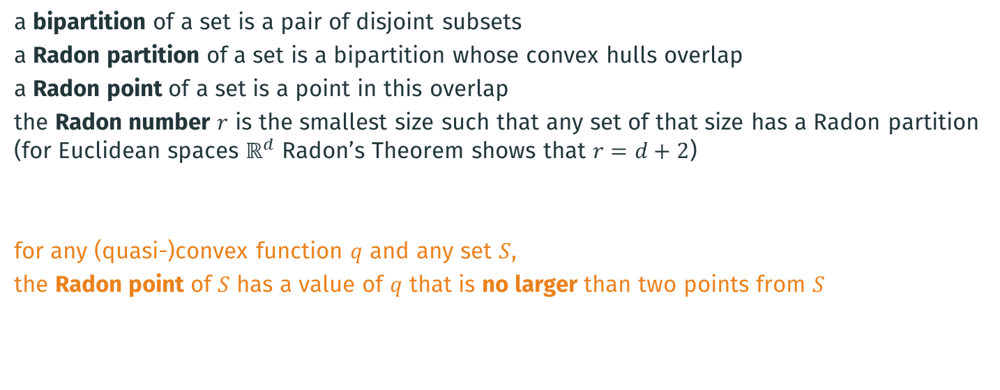 a bipartition of a set is a pair of disjoint subsets
a Radon partition of a set is a bipartition whose convex hulls overlap
a Radon point of a set is a point in this overlap
the Radon number r is the smallest size such that any set of that size has a Radon partition
(for Euclidean spaces ℝᵈ Radon’s Theorem shows that r = d + 2)
for any (quasi-)convex function q and any set S,
the Radon point of S has a value of q that is no larger than two points from S